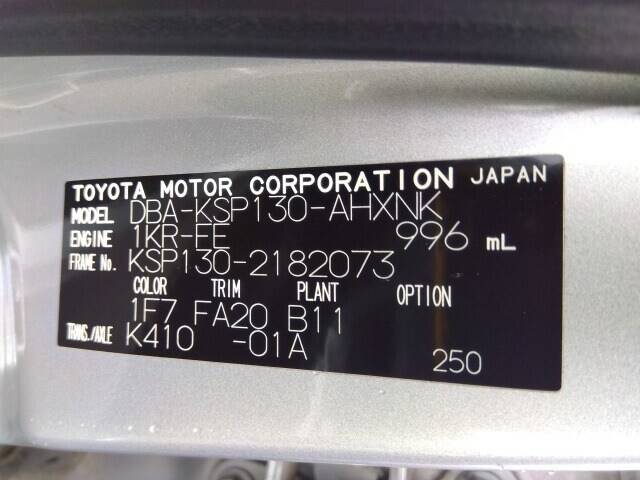 TOYOTA MOTOR CORPORATION JAPAN
MODEL DBA-KSP130-AHXNK
ENGINE 1KR-FE 996 mL
FRAME No. KSP130-2182073
COLOR TRIM PLANT OPTION
1F7 FA20 B11
TRANS./AXLE K410 -01A
250